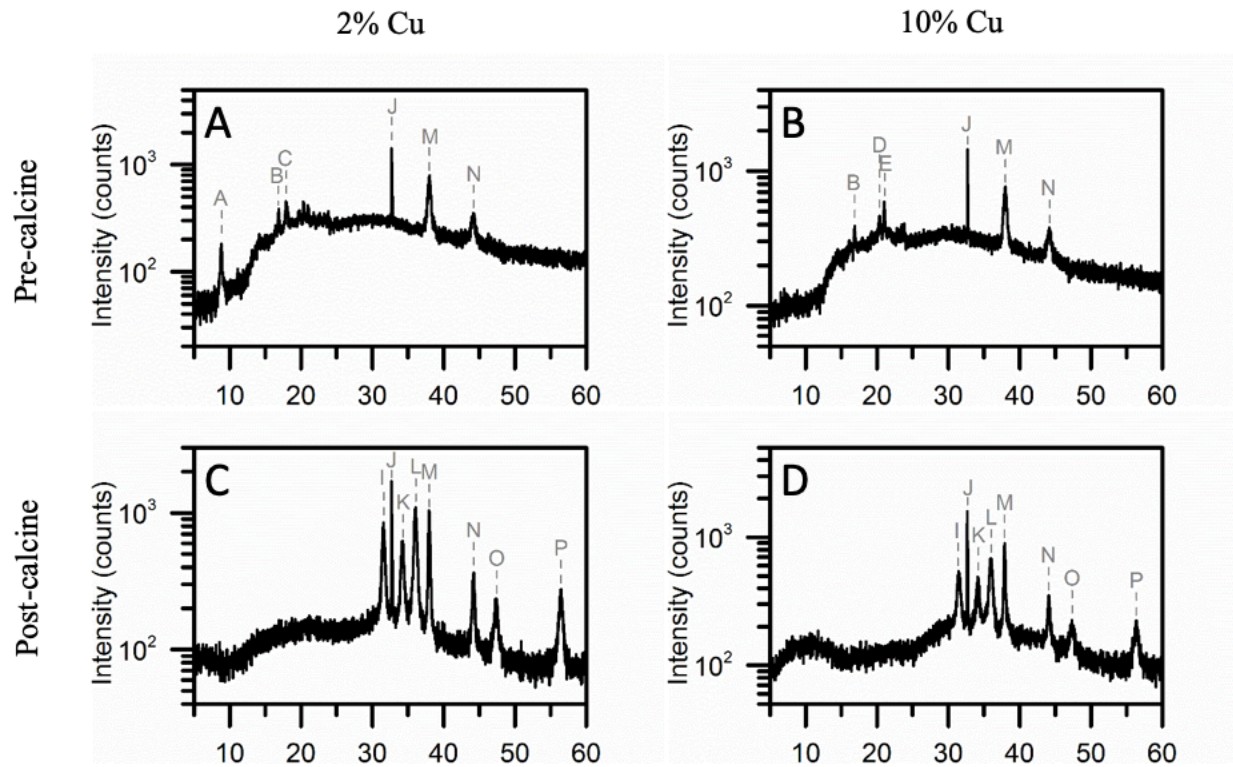 2% Cu
10% Cu
Pre-calcine
A
Intensity (counts)
10³
10²
A
B
C
J
M
N
10 20 30 40 50 60
B
Intensity (counts)
10³
10²
B
D
E
J
M
N
10 20 30 40 50 60
Post-calcine
C
Intensity (counts)
10³
10²
I
J
K
L
M
N
O
P
10 20 30 40 50 60
D
Intensity (counts)
10³
10²
I
J
K
L
M
N
O
P
10 20 30 40 50 60